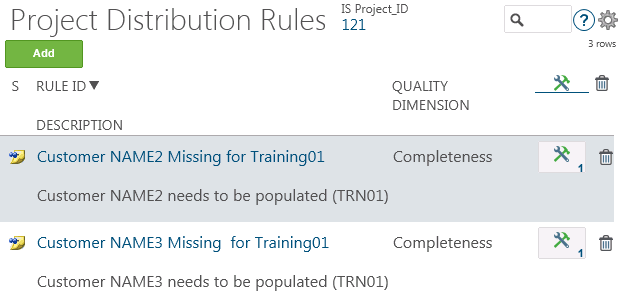 Project Distribution Rules IS Project_ID
121
?
3 rows
Add
S RULE ID▼ QUALITY DIMENSION
DESCRIPTION
Customer NAME2 Missing for Training01 Completeness 1
Customer NAME2 needs to be populated (TRN01)
Customer NAME3 Missing  for Training01 Completeness 1
Customer NAME3 needs to be populated (TRN01)